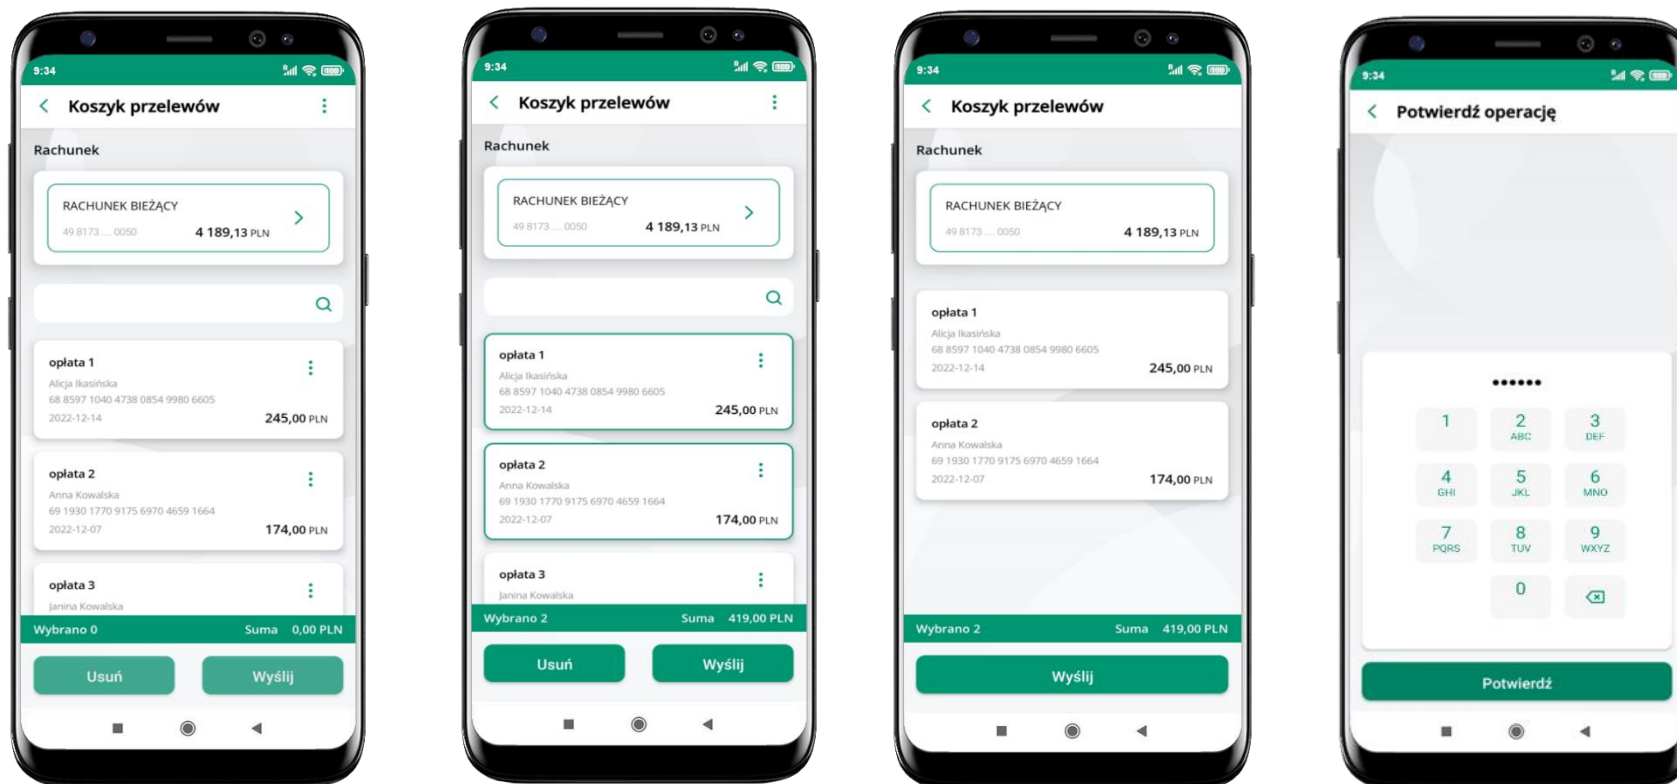 9:34
Koszyk przelewów
Rachunek
RACHUNEK BIEŻĄCY
49 8173 ... 0050 4 189,13 PLN
opłata 1
Alicja Ikasińska
68 8597 1040 4738 0854 9980 6605
2022-12-14 245,00 PLN
opłata 2
Anna Kowalska
69 1930 1770 9175 6970 4659 1664
2022-12-07 174,00 PLN
opłata 3
Janina Kowalska
Wybrano 0 Suma 0,00 PLN
Usuń Wyślij
9:34
Koszyk przelewów
Rachunek
RACHUNEK BIEŻĄCY
49 8173 ... 0050 4 189,13 PLN
opłata 1
Alicja Ikasińska
68 8597 1040 4738 0854 9980 6605
2022-12-14 245,00 PLN
opłata 2
Anna Kowalska
69 1930 1770 9175 6970 4659 1664
2022-12-07 174,00 PLN
opłata 3
Janina Kowalska
Wybrano 2 Suma 419,00 PLN
Usuń Wyślij
9:34
Koszyk przelewów
Rachunek
RACHUNEK BIEŻĄCY
49 8173 ... 0050 4 189,13 PLN
opłata 1
Alicja Ikasińska
68 8597 1040 4738 0854 9980 6605
2022-12-14 245,00 PLN
opłata 2
Anna Kowalska
69 1930 1770 9175 6970 4659 1664
2022-12-07 174,00 PLN
Wybrano 2 Suma 419,00 PLN
Wyślij
9:34
Potwierdź operację
1 2 3
ABC DEF
4 5 6
GHI JKL MNO
7 8 9
PQRS TUV WXYZ
0
Potwierdź